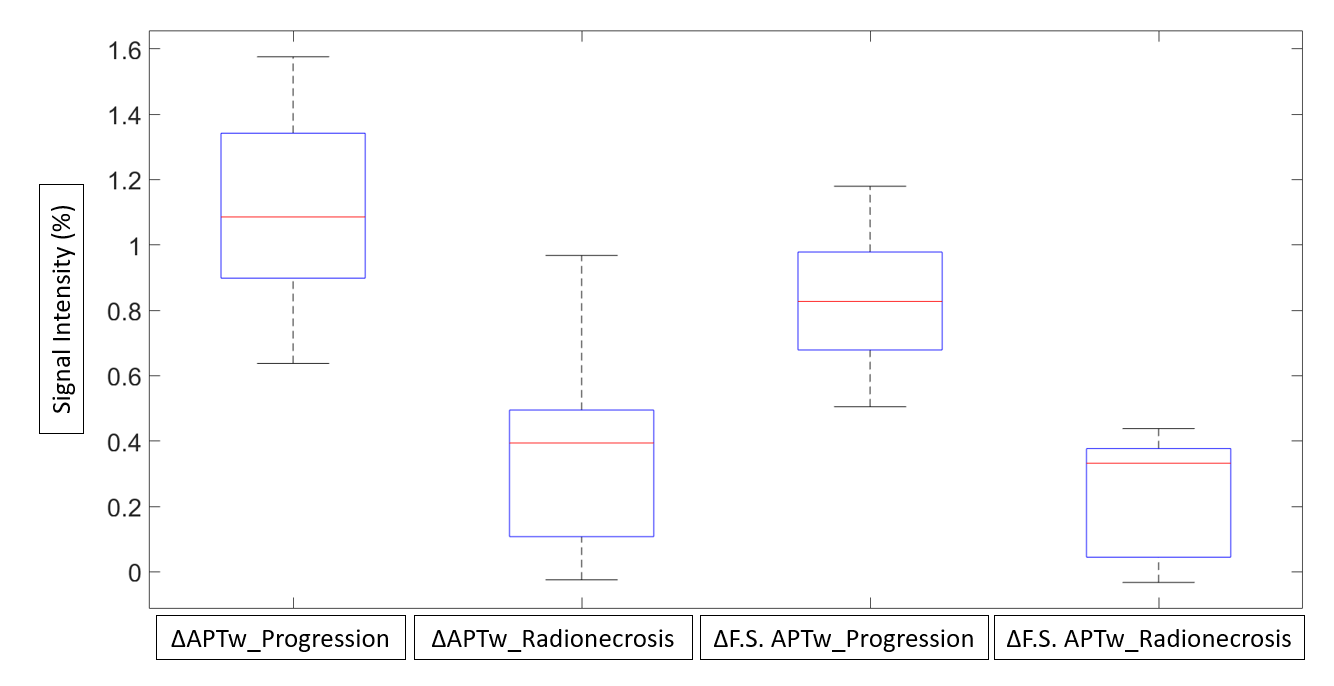 1.6
1.4
1.2
1
0.8
0.6
0.4
0.2
0
Signal Intensity (%)
ΔAPTw_Progression
ΔAPTw_Radionecrosis
ΔF.S. APTw_Progression
ΔF.S. APTw_Radionecrosis